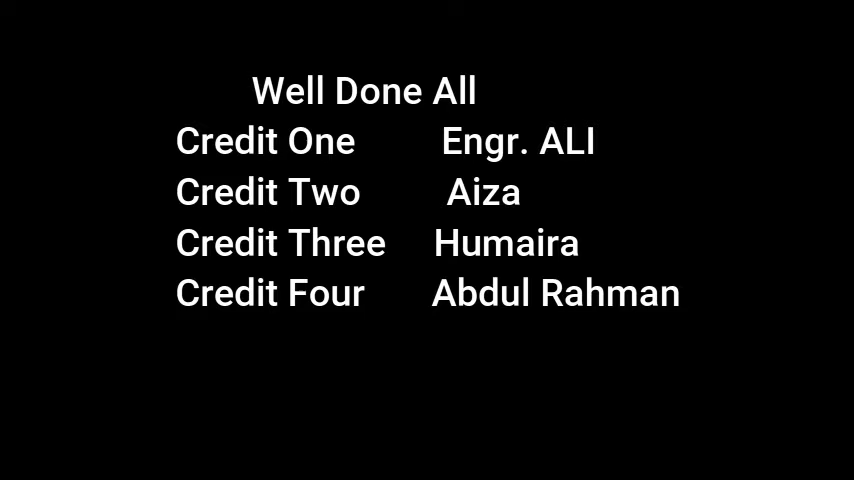 Well Done All
Credit One Engr. ALI
Credit Two Aiza
Credit Three Humaira
Credit Four Abdul Rahman